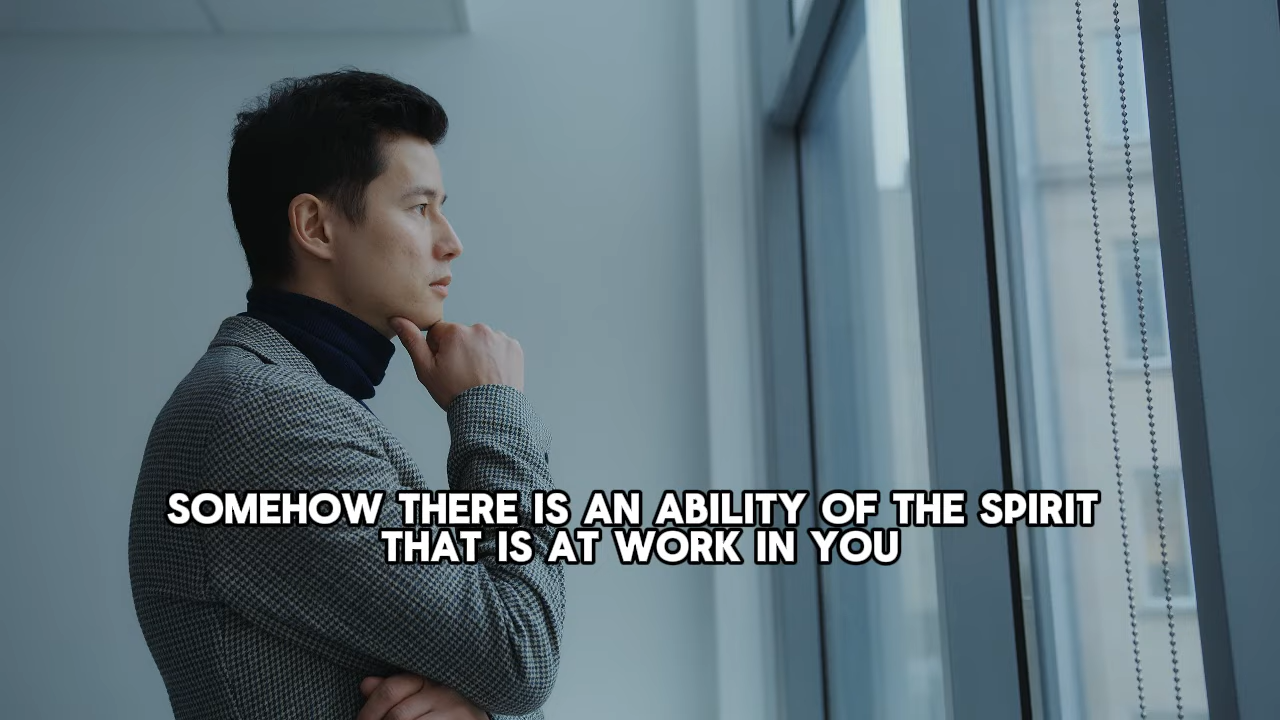 SOMEHOW THERE IS AN ABILITY OF THE SPIRIT
THAT IS AT WORK IN YOU